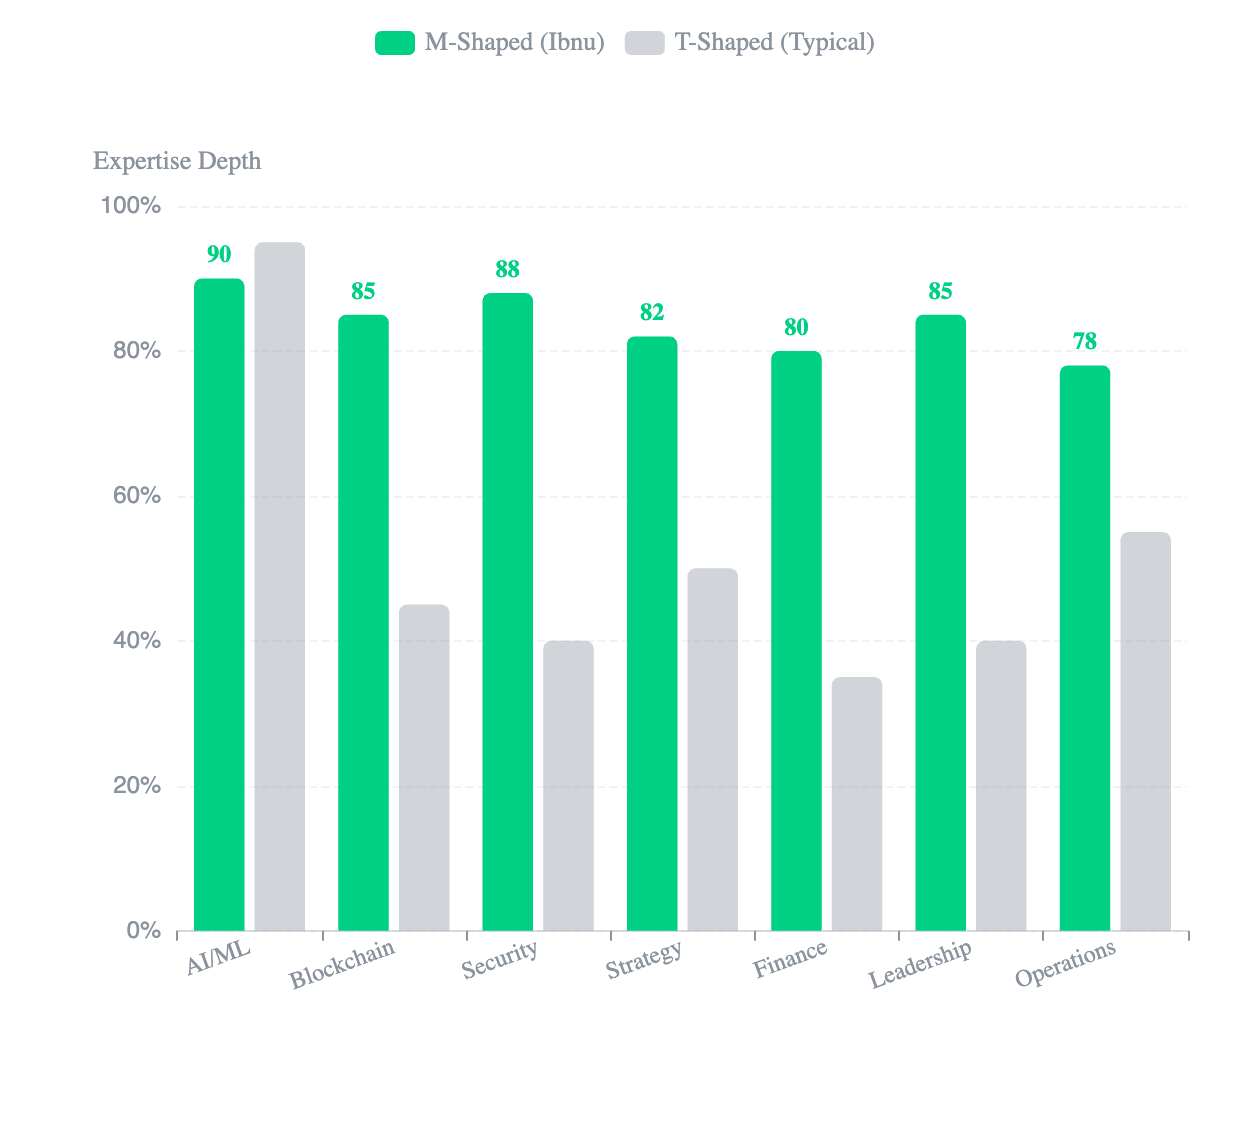 M-Shaped (Ibnu) T-Shaped (Typical)
Expertise Depth
100%
80%
60%
40%
20%
0%
90
85
88
82
80
85
78
AI/ML
Blockchain
Security
Strategy
Finance
Leadership
Operations